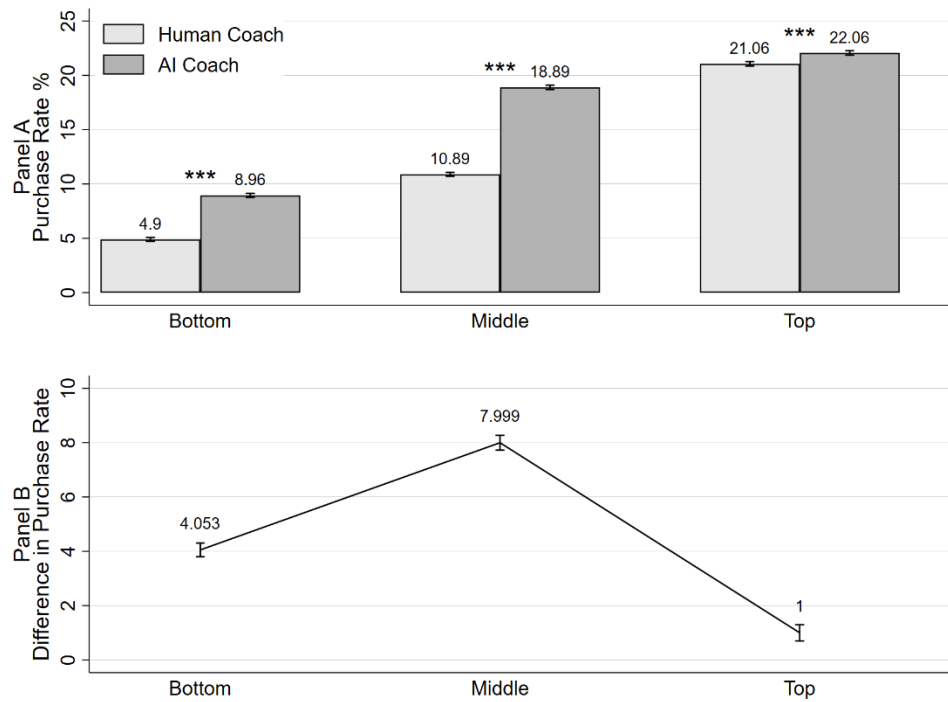 Panel A
Purchase Rate %
25
20
15
10
5
0
Human Coach
AI Coach
***
4.9
8.96
***
10.89
18.89
***
21.06
22.06
Bottom
Middle
Top
Panel B
Difference in Purchase Rate
10
8
6
4
2
0
4.053
7.999
1
Bottom
Middle
Top